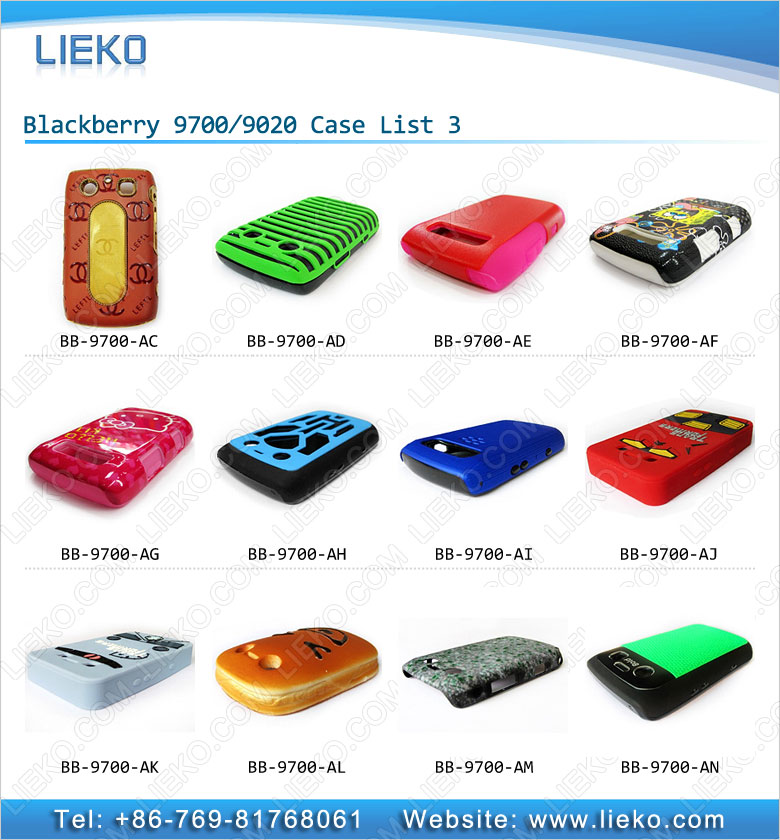 LIEKO
Blackberry 9700/9020 Case List 3
BB-9700-AC BB-9700-AD BB-9700-AE BB-9700-AF
BB-9700-AG BB-9700-AH BB-9700-AI BB-9700-AJ
BB-9700-AK BB-9700-AL BB-9700-AM BB-9700-AN
Tel: +86-769-81768061 Website: www.lieko.com
LIEKO.COM